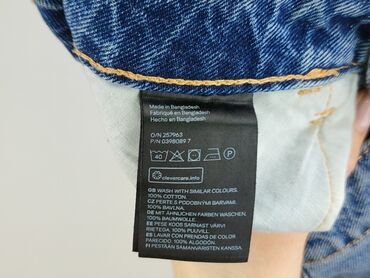 Made in Bangladesh
Fabriqué en Bangladesh
Hecho en Bangladesh
O/N 257963
P/N 0398089 7
40
P
clevercare.info
GB WASH WITH SIMILAR COLOURS.
100% COTTON.
CZ PERTE S PODOBNÝMI BARVAMI.
100% BAVLNA.
DE MIT ÄHNLICHEN FARBEN WASCHEN.
100% BAUMWOLLE.
EE PESE KOOS SARNAST VÄRVI
RIETEGA. 100% PUUVILL.
ES LAVAR CON PRENDAS DE COLOR
PARECIDO. 100% ALGODÓN
FI PESTÄÄN SAMANVÄRISTEN KANSSA.